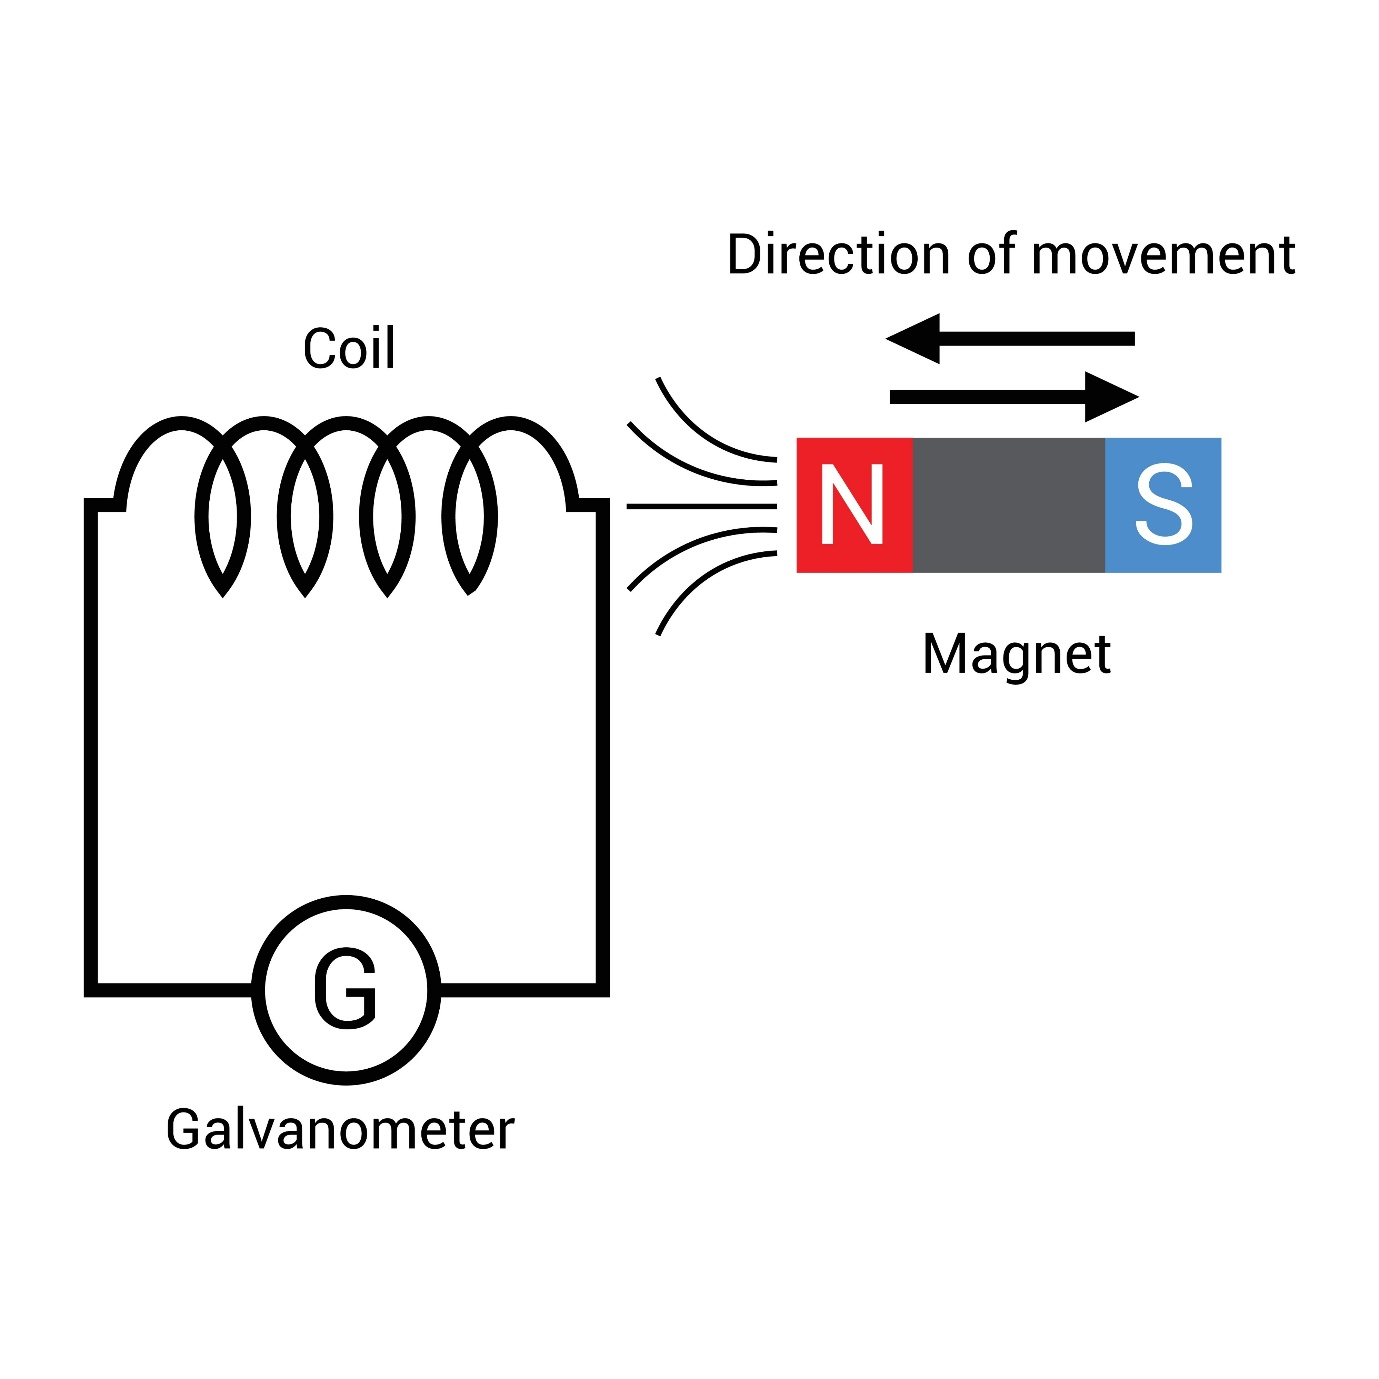 Direction of movement
Coil
N
S
Magnet
G
Galvanometer